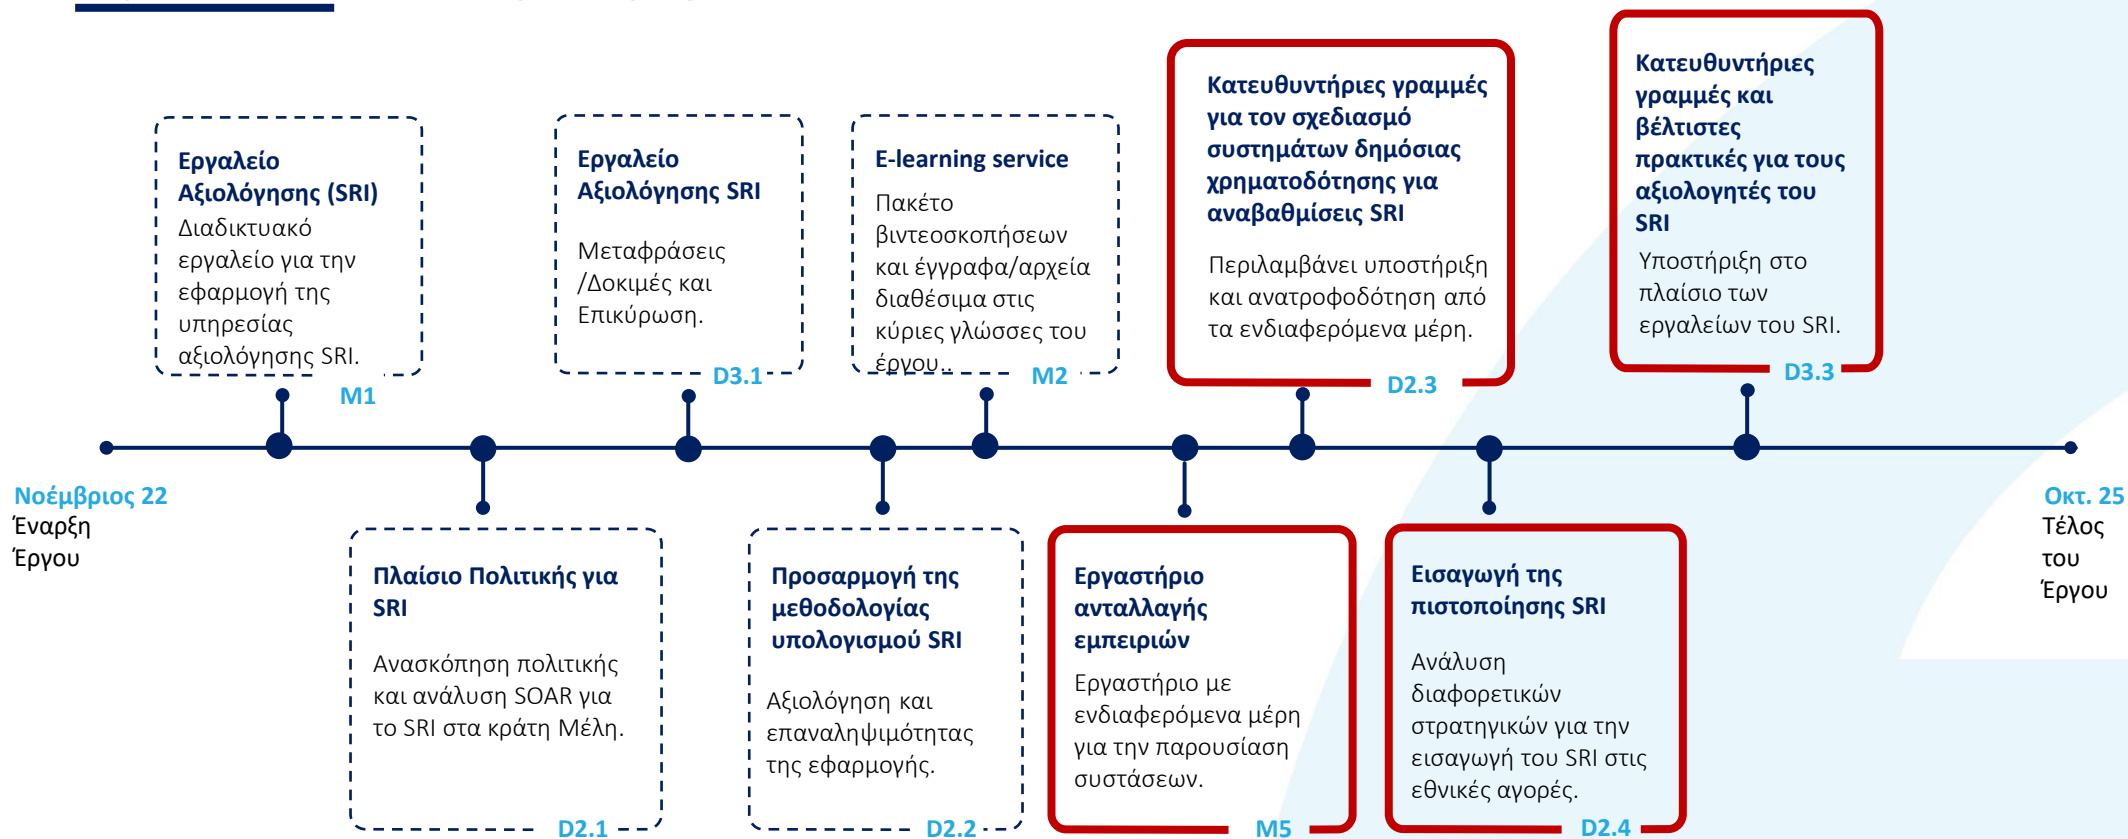 Εργαλείο
Αξιολόγησης (SRI)
Διαδικτυακό
εργαλείο για την
εφαρμογή της
υπηρεσίας
αξιολόγησης SRI.
M1
Εργαλείο
Αξιολόγησης SRI
Μεταφράσεις
/Δοκιμές και
Επικύρωση.
D3.1
E-learning service
Πακέτο
βιντεοσκοπήσεων
και έγγραφα/αρχεία
διαθέσιμα στις
κύριες γλώσσες του
έργου..
M2
Κατευθυντήριες γραμμές
για τον σχεδιασμό
συστημάτων δημόσιας
χρηματοδότησης για
αναβαθμίσεις SRI
Περιλαμβάνει υποστήριξη
και ανατροφοδότηση από
τα ενδιαφερόμενα μέρη.
D2.3
Κατευθυντήριες
γραμμές και
βέλτιστες
πρακτικές για τους
αξιολογητές του
SRI
Υποστήριξη στο
πλαίσιο των
εργαλείων του SRI.
D3.3
Νοέμβριος 22
Έναρξη
Έργου
Οκτ. 25
Τέλος
του
Έργου
Πλαίσιο Πολιτικής για
SRI
Ανασκόπηση πολιτικής
και ανάλυση SOAR για
το SRI στα κράτη Μέλη.
D2.1
Προσαρμογή της
μεθοδολογίας
υπολογισμού SRI
Αξιολόγηση και
επαναληψιμότητας
της εφαρμογής.
D2.2
Εργαστήριο
ανταλλαγής
εμπειριών
Εργαστήριο με
ενδιαφερόμενα μέρη
για την παρουσίαση
συστάσεων.
M5
Εισαγωγή της
πιστοποίησης SRI
Ανάλυση
διαφορετικών
στρατηγικών για την
εισαγωγή του SRI στις
εθνικές αγορές.
D2.4